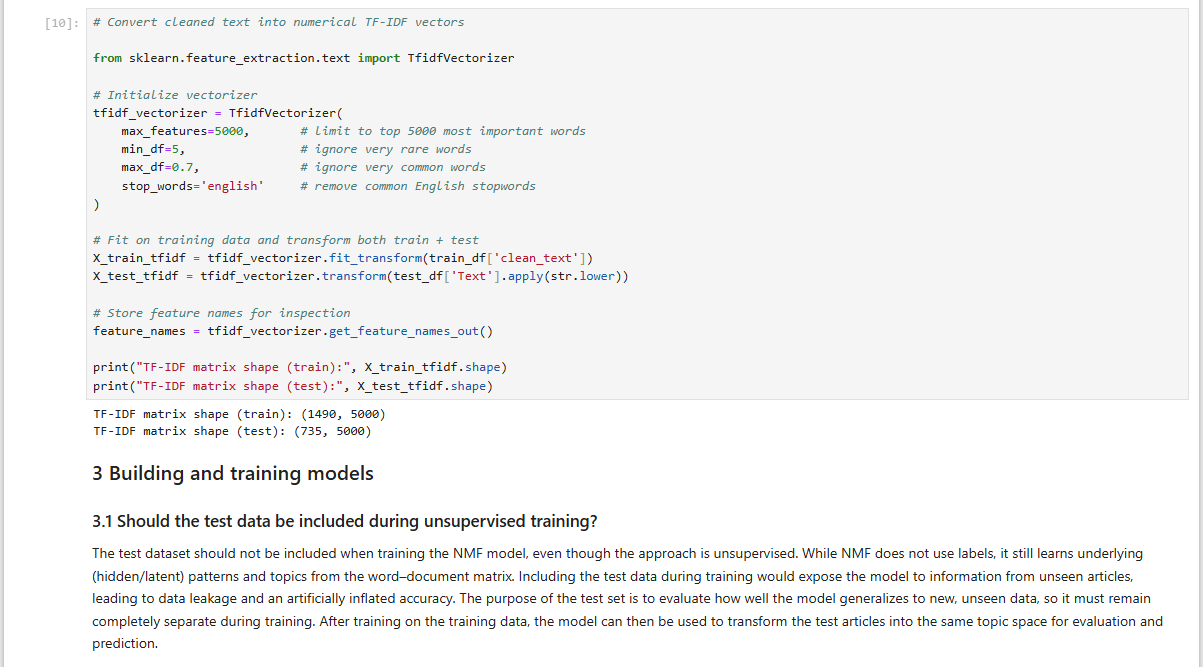 [10]: # Convert cleaned text into numerical TF-IDF vectors
from sklearn.feature_extraction.text import TfidfVectorizer
# Initialize vectorizer
tfidf_vectorizer = TfidfVectorizer(
    max_features=5000,       # limit to top 5000 most important words
    min_df=5,                # ignore very rare words
    max_df=0.7,              # ignore very common words
    stop_words='english'     # remove common English stopwords
)
# Fit on training data and transform both train + test
X_train_tfidf = tfidf_vectorizer.fit_transform(train_df['clean_text'])
X_test_tfidf = tfidf_vectorizer.transform(test_df['Text'].apply(str.lower))
# Store feature names for inspection
feature_names = tfidf_vectorizer.get_feature_names_out()
print("TF-IDF matrix shape (train):", X_train_tfidf.shape)
print("TF-IDF matrix shape (test):", X_test_tfidf.shape)
TF-IDF matrix shape (train): (1490, 5000)
TF-IDF matrix shape (test): (735, 5000)
3 Building and training models
3.1 Should the test data be included during unsupervised training?
The test dataset should not be included when training the NMF model, even though the approach is unsupervised. While NMF does not use labels, it still learns underlying
(hidden/latent) patterns and topics from the word–document matrix. Including the test data during training would expose the model to information from unseen articles,
leading to data leakage and an artificially inflated accuracy. The purpose of the test set is to evaluate how well the model generalizes to new, unseen data, so it must remain
completely separate during training. After training on the training data, the model can then be used to transform the test articles into the same topic space for evaluation and
prediction.